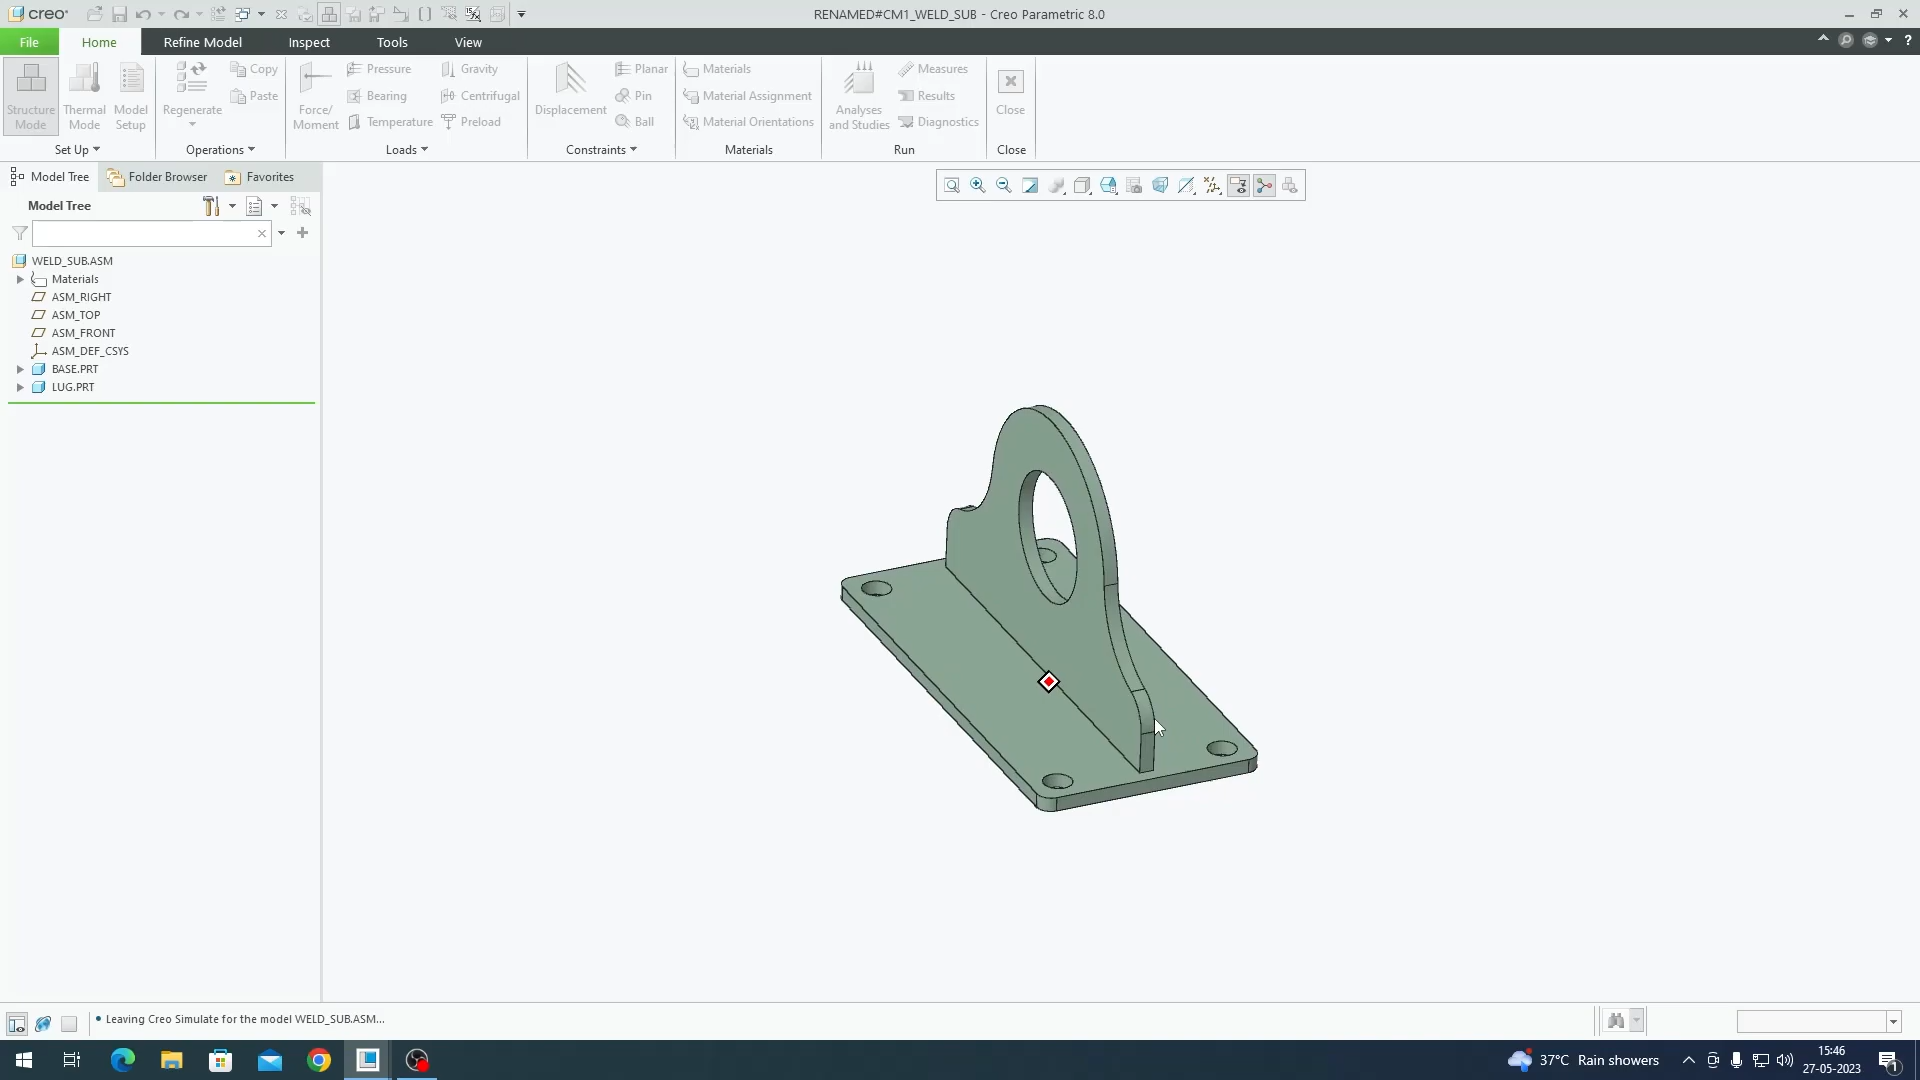 creo
RENAMED#CM1_WELD_SUB - Creo Parametric 8.0
File
Home
Refine Model
Inspect
Tools
View
Structure Mode
Thermal Mode
Model Setup
Set Up
Regenerate
Copy
Paste
Operations
Force/ Moment
Pressure
Bearing
Temperature
Gravity
Centrifugal
Preload
Loads
Displacement
Planar
Pin
Ball
Constraints
Materials
Material Assignment
Material Orientations
Materials
Analyses and Studies
Measures
Results
Diagnostics
Run
Close
Close
Model Tree
Folder Browser
Favorites
Model Tree
WELD_SUB.ASM
Materials
ASM_RIGHT
ASM_TOP
ASM_FRONT
ASM_DEF_CSYS
BASE.PRT
LUG.PRT
• Leaving Creo Simulate for the model WELD_SUB.ASM...
37°C Rain showers
15:46
27-05-2023
1